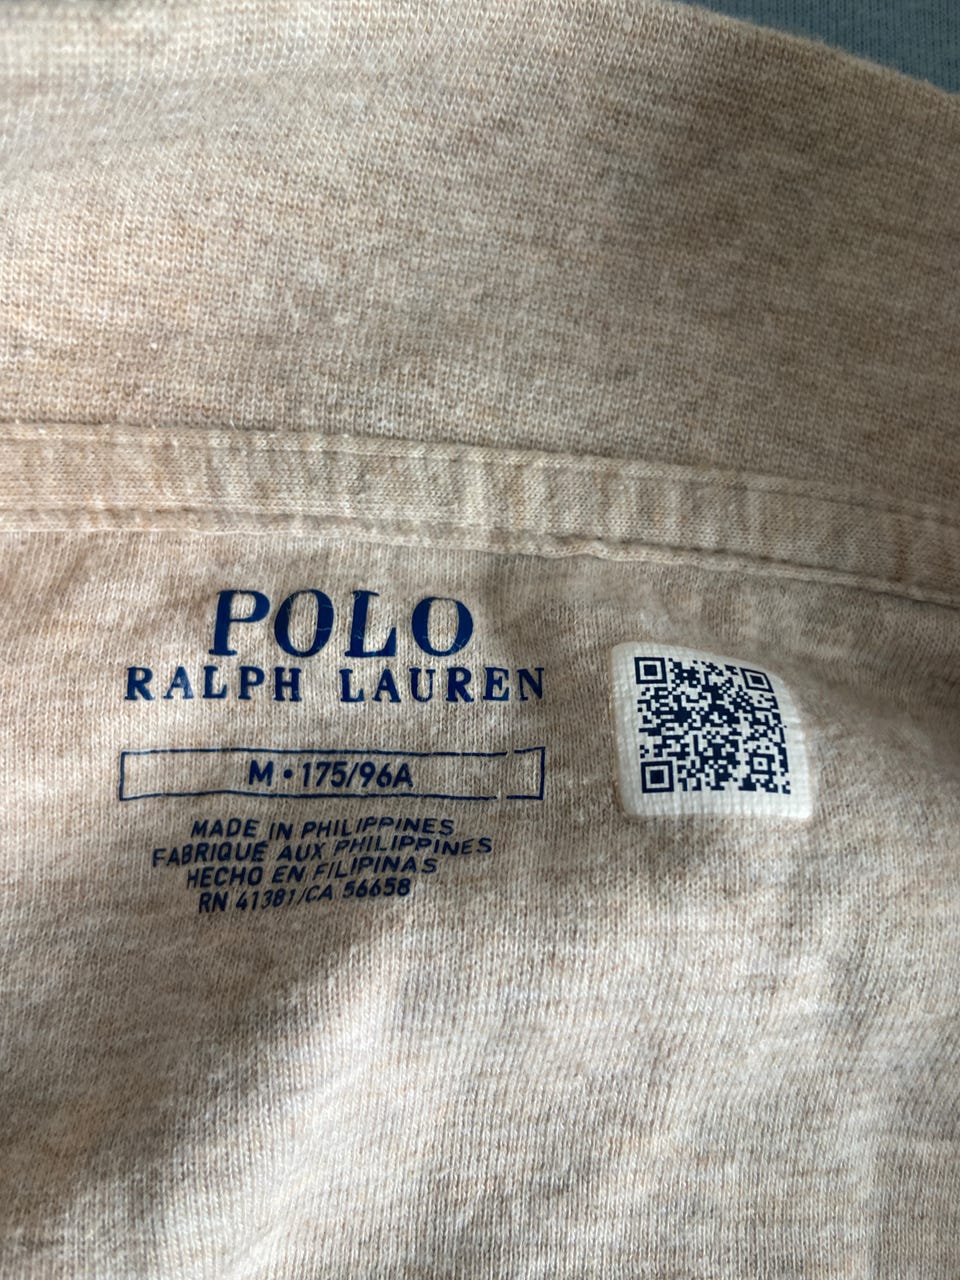 POLO
RALPH LAUREN
M • 175/96A
MADE IN PHILIPPINES
FABRIQUÉ AUX PHILIPPINES
HECHO EN FILIPINAS
RN 41381/CA 56658